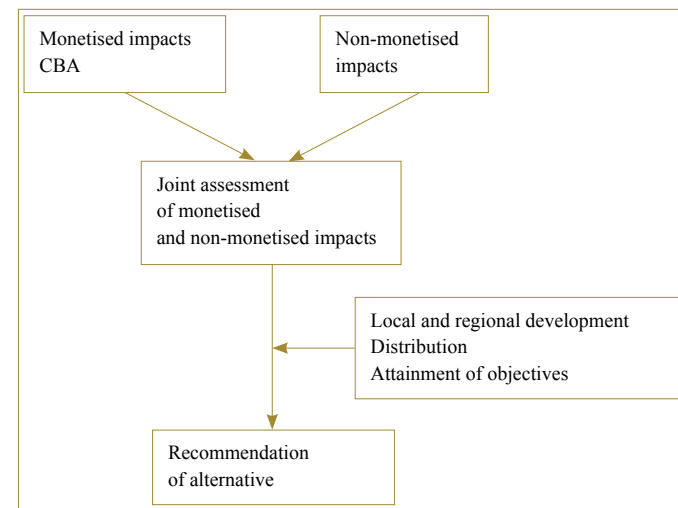 Monetised impacts
CBA
Non-monetised
impacts
Joint assessment
of monetised
and non-monetised impacts
Local and regional development
Distribution
Attainment of objectives
Recommendation
of alternative